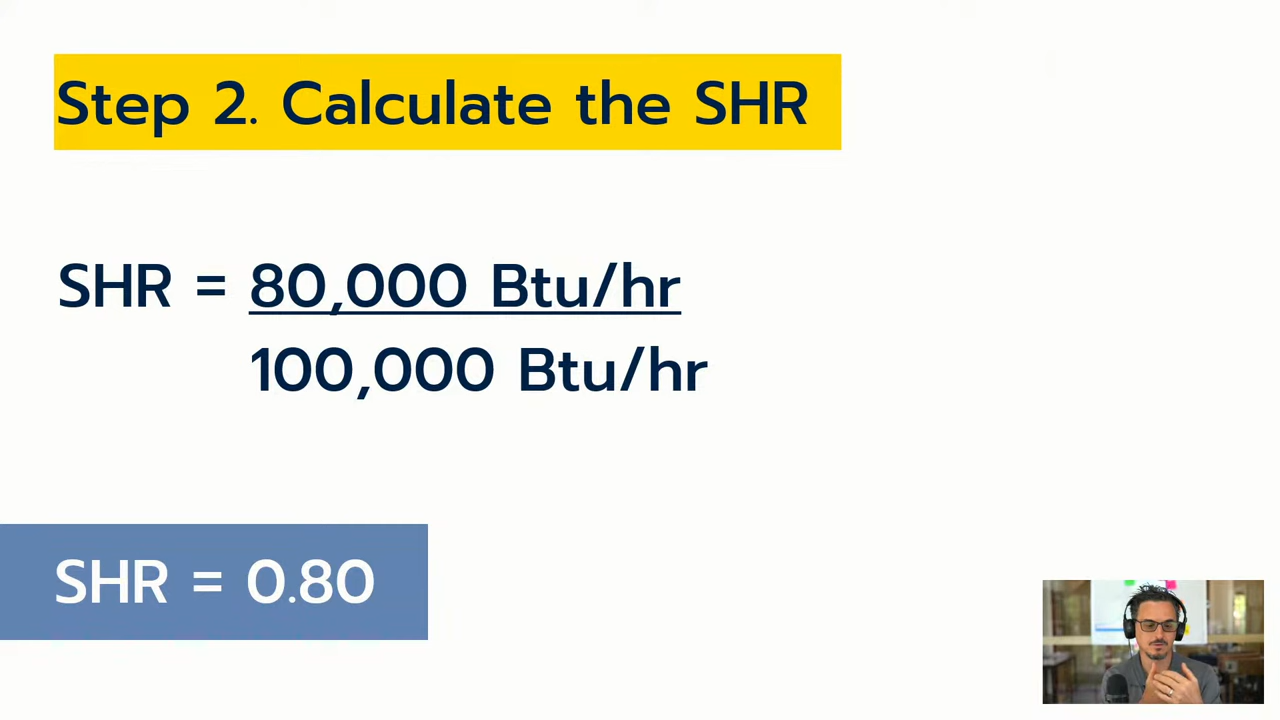 Step 2. Calculate the SHR
SHR = 80,000 Btu/hr
100,000 Btu/hr
SHR = 0.80